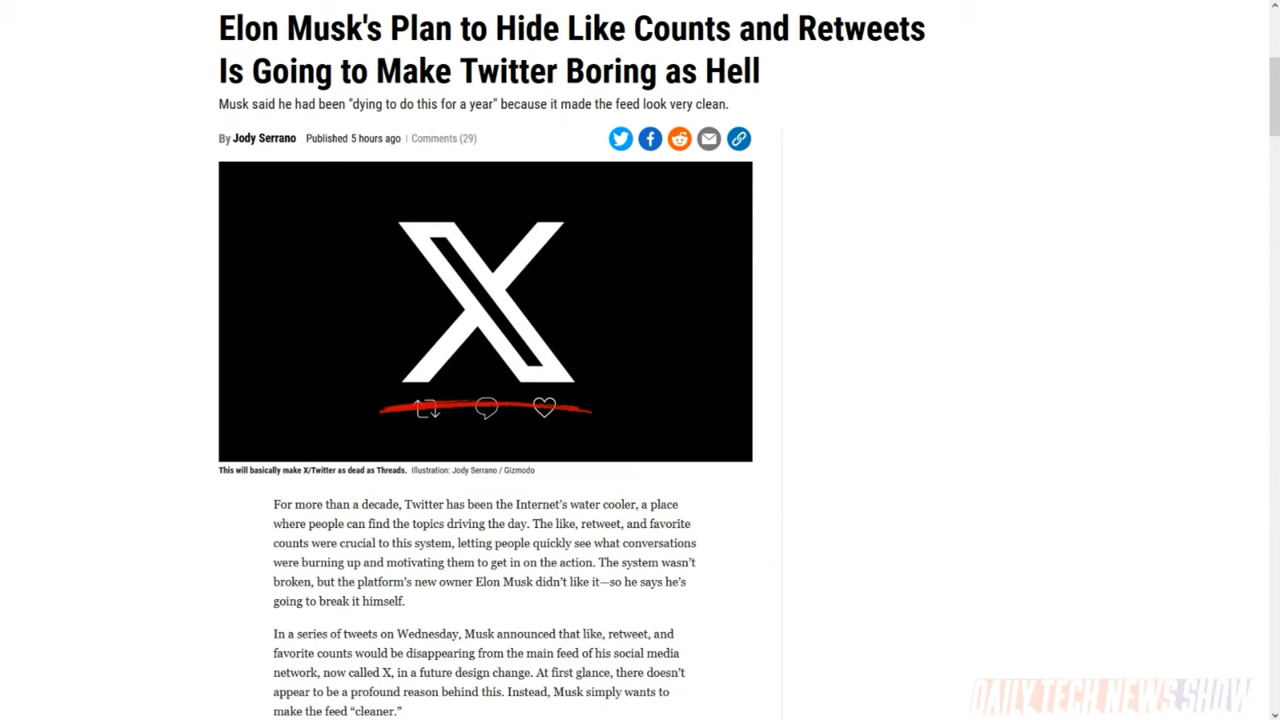 Elon Musk's Plan to Hide Like Counts and Retweets
Is Going to Make Twitter Boring as Hell
Musk said he had been "dying to do this for a year" because it made the feed look very clean.
By Jody Serrano Published 5 hours ago | Comments (29)
X
This will basically make X/Twitter as dead as Threads. Illustration: Jody Serrano / Gizmodo
For more than a decade, Twitter has been the Internet’s water cooler, a place
where people can find the topics driving the day. The like, retweet, and favorite
counts were crucial to this system, letting people quickly see what conversations
were burning up and motivating them to get in on the action. The system wasn’t
broken, but the platform’s new owner Elon Musk didn’t like it—so he says he’s
going to break it himself.
In a series of tweets on Wednesday, Musk announced that like, retweet, and
favorite counts would be disappearing from the main feed of his social media
network, now called X, in a future design change. At first glance, there doesn’t
appear to be a profound reason behind this. Instead, Musk simply wants to
make the feed “cleaner.”
DAILY TECH NEWS SHOW